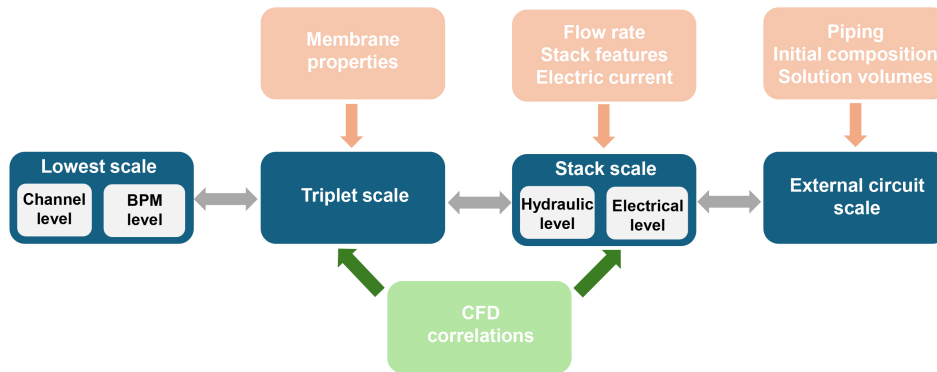 Membrane
properties
Flow rate
Stack features
Electric current
Piping
Initial composition
Solution volumes
Lowest scale
Channel
level
BPM
level
Triplet scale
Stack scale
Hydraulic
level
Electrical
level
External circuit
scale
CFD
correlations